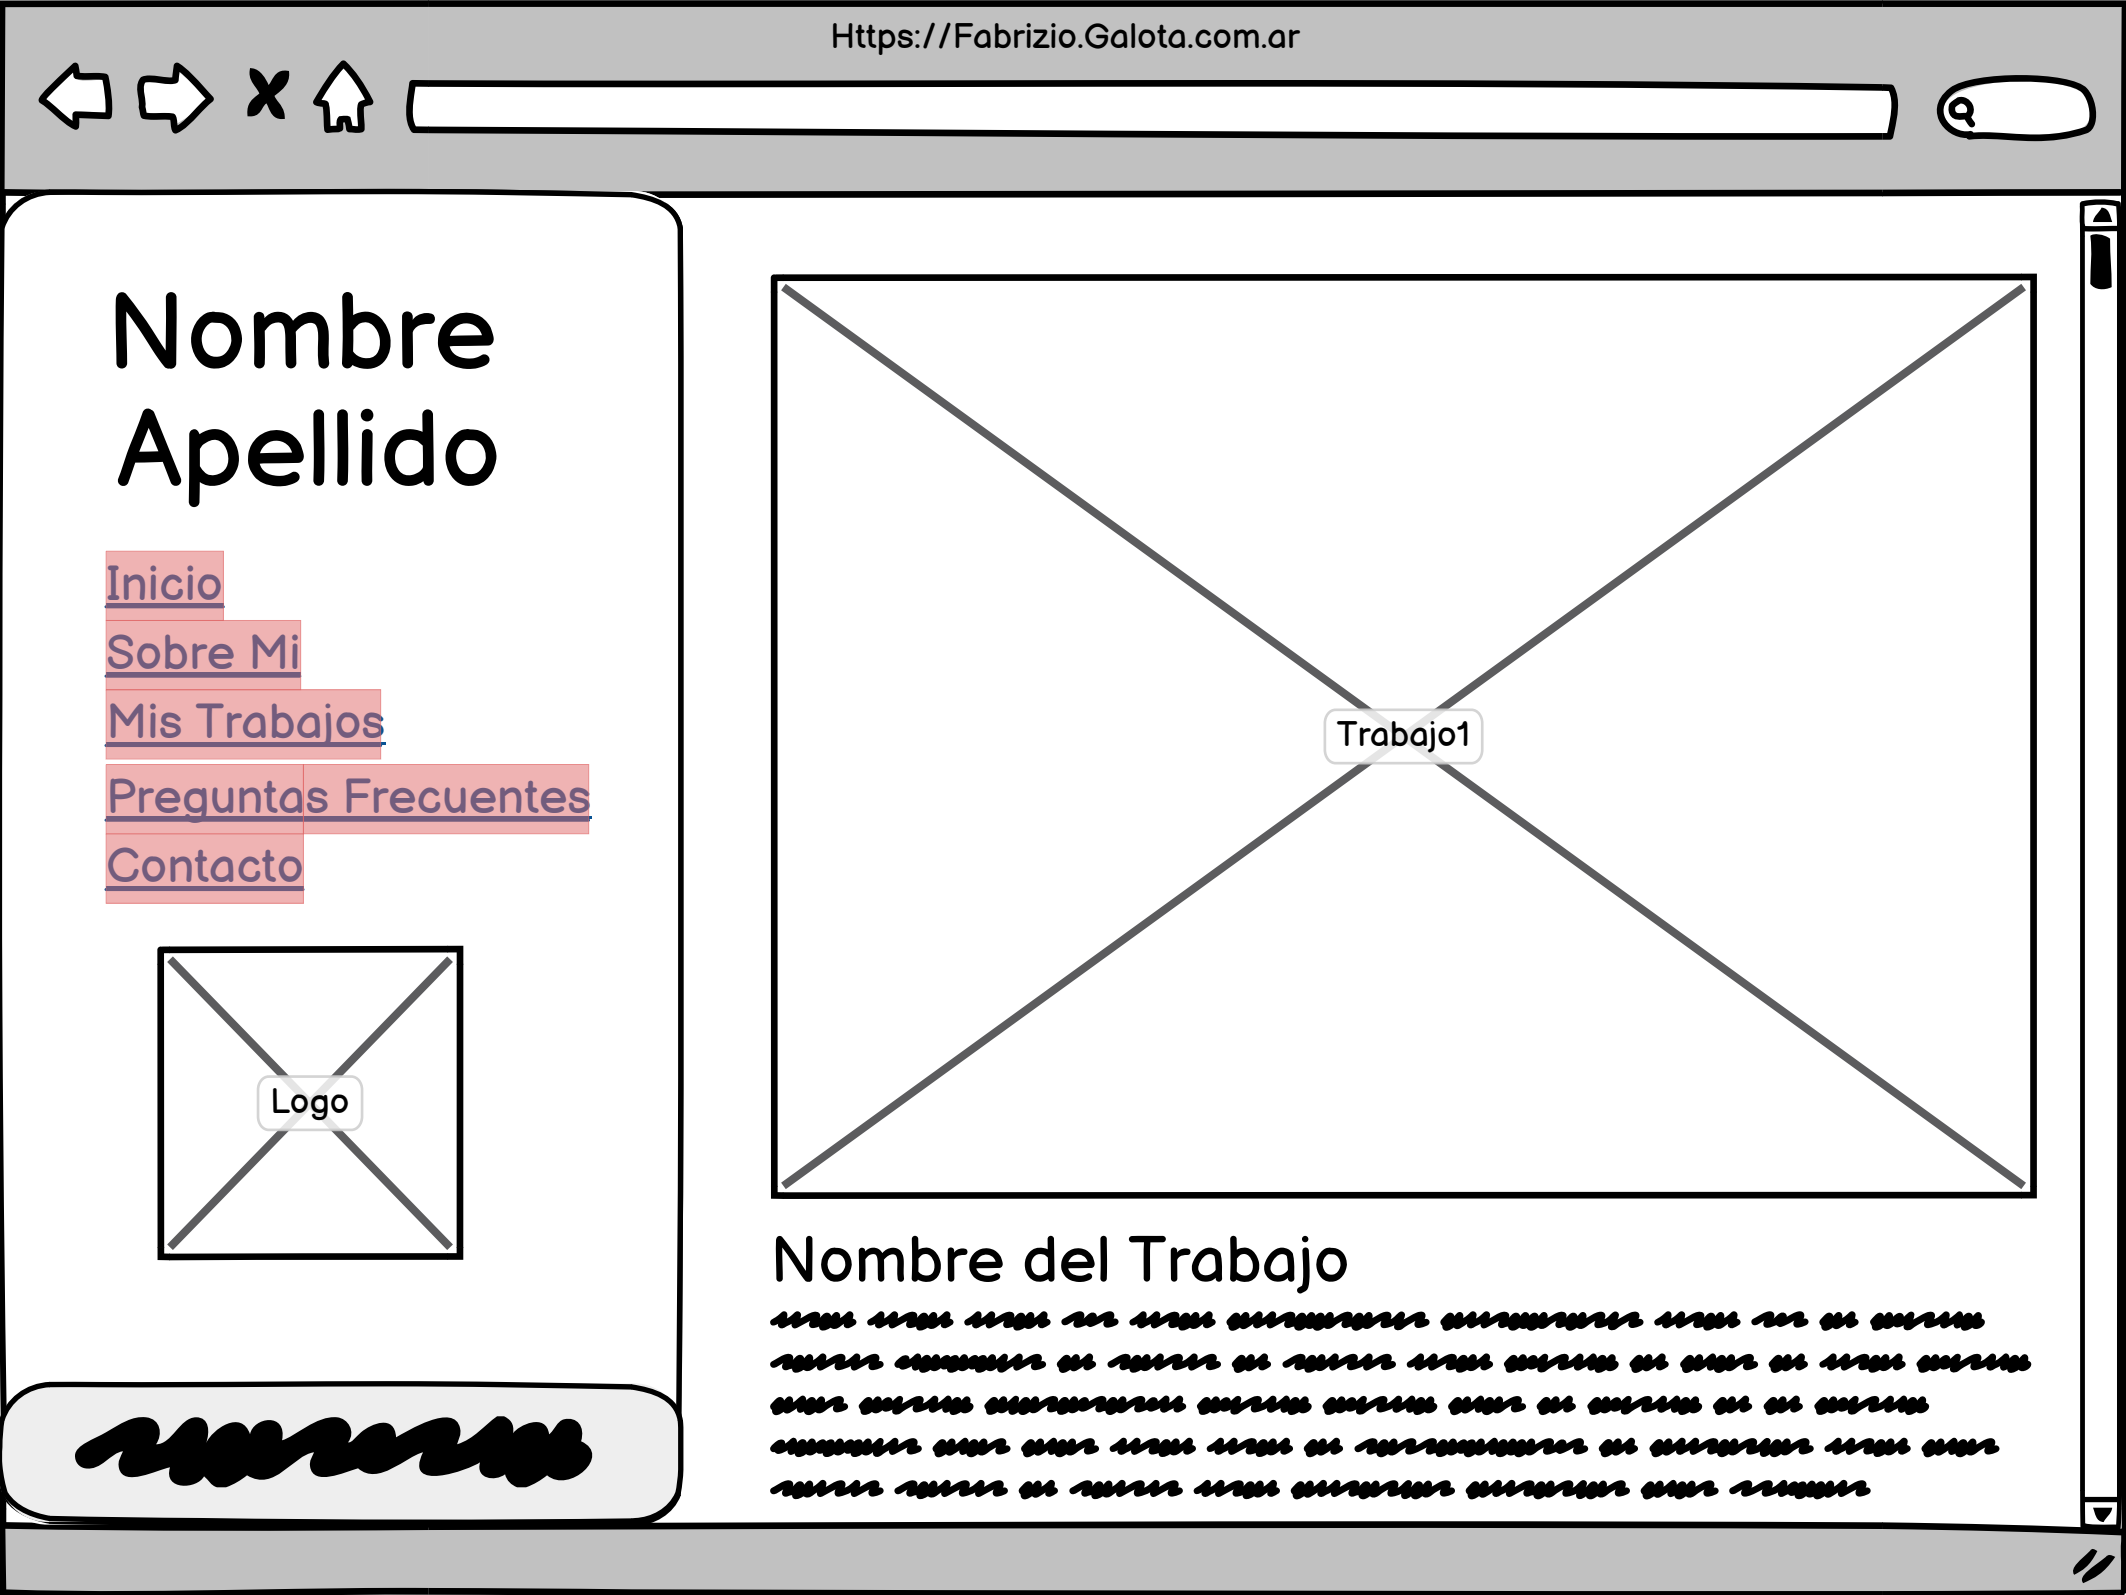 Https://Fabrizio.Galota.com.ar
Nombre
Apellido
Inicio
Sobre Mi
Mis Trabajos
Preguntas Frecuentes
Contacto
Logo
Trabajo1
Nombre del Trabajo